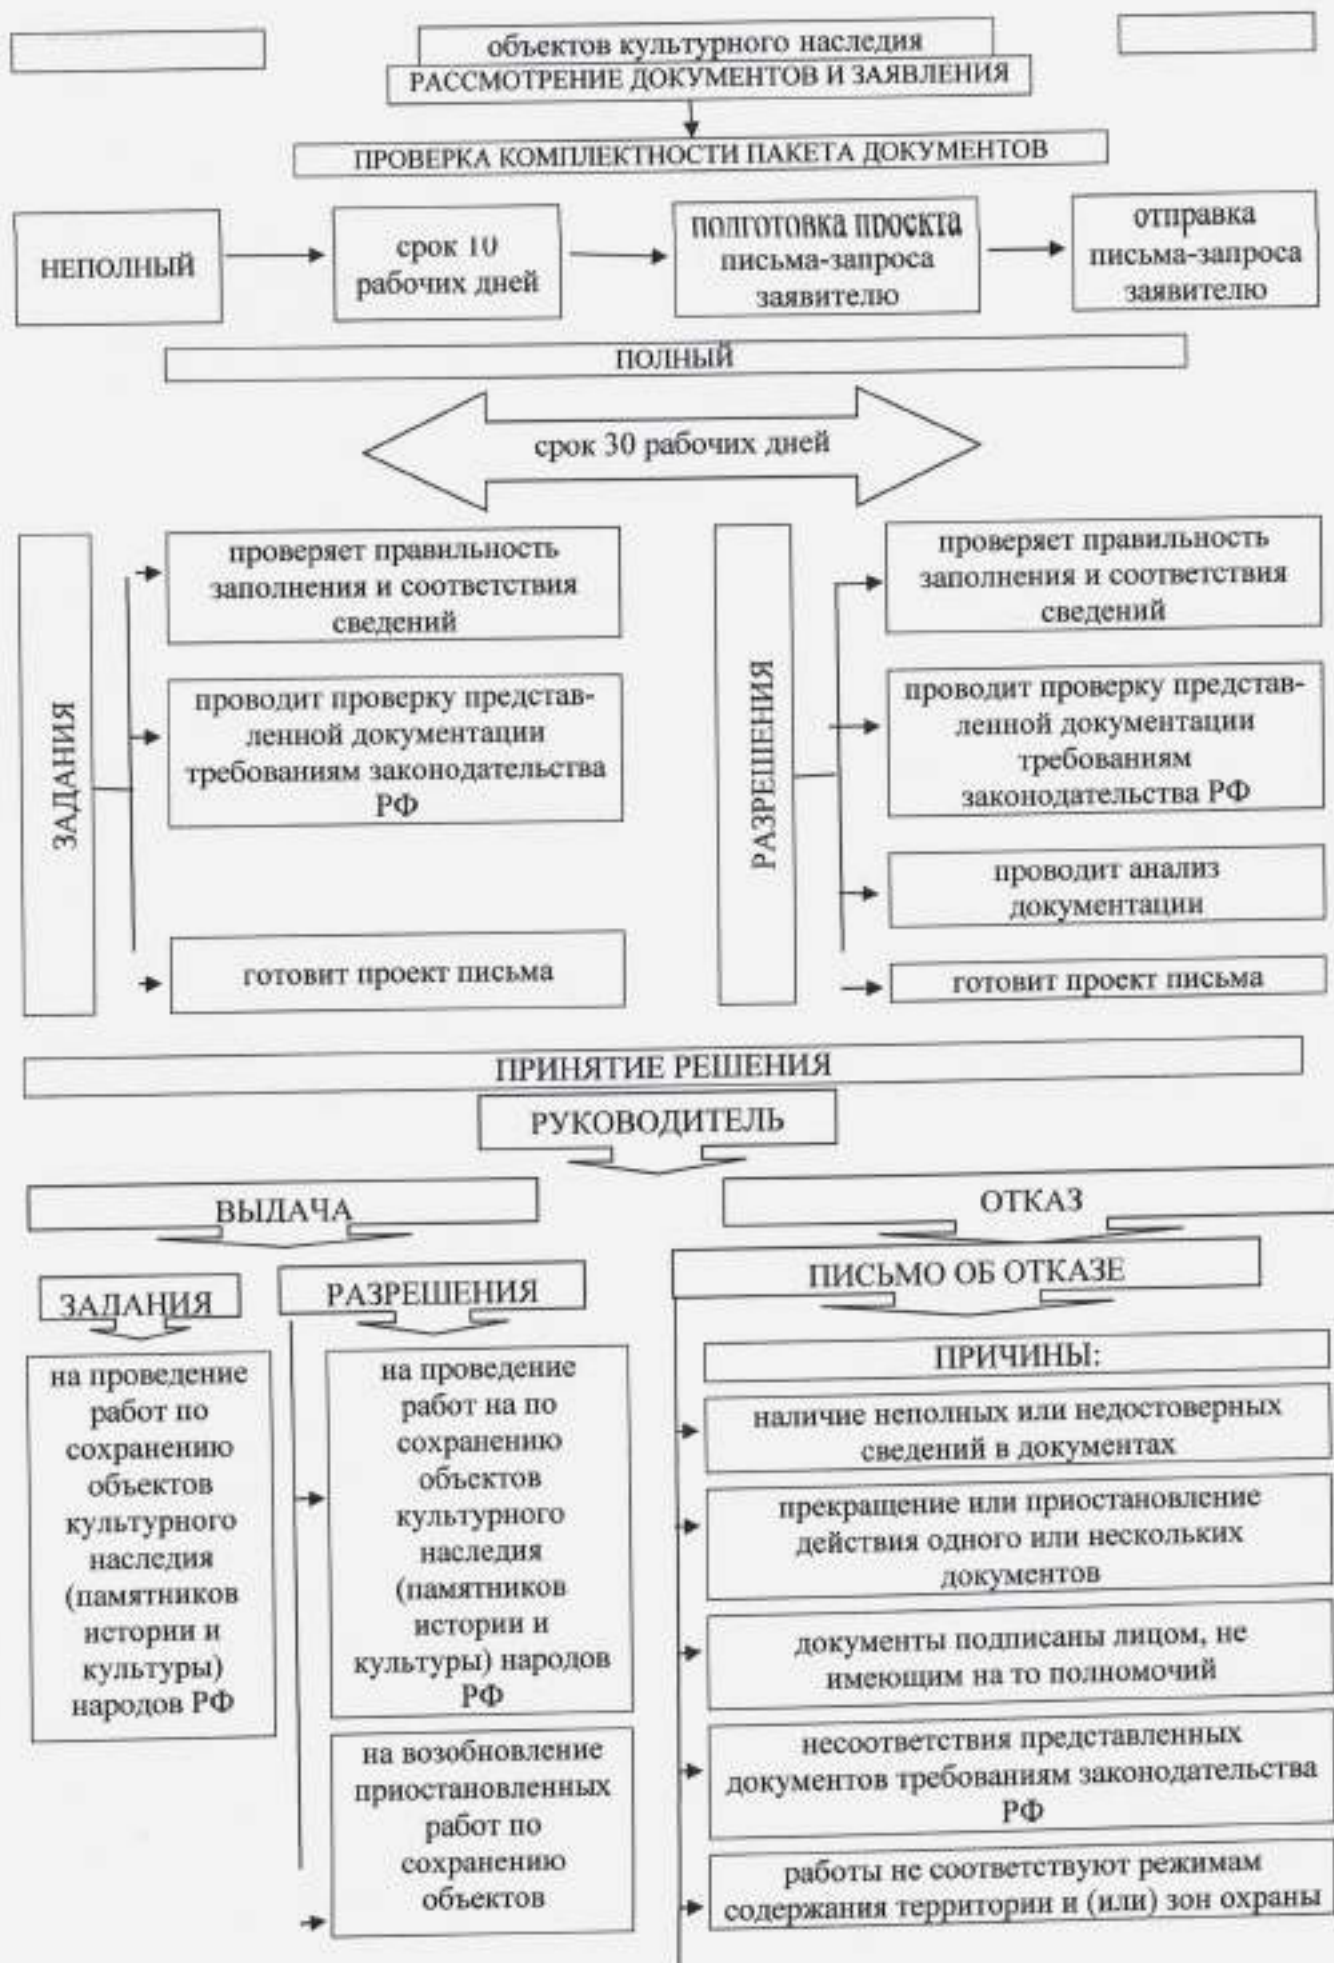 объектов культурного наследия
РАССМОТРЕНИЕ ДОКУМЕНТОВ И ЗАЯВЛЕНИЯ
ПРОВЕРКА КОМПЛЕКТНОСТИ ПАКЕТА ДОКУМЕНТОВ
НЕПОЛНЫЙ
срок 10
рабочих дней
подготовка проекта
письма-запроса
заявителю
отправка
письма-запроса
заявителю
ПОЛНЫЙ
срок 30 рабочих дней
ЗАДАНИЯ
проверяет правильность
заполнения и соответствия
сведений
проводит проверку представ-
ленной документации
требованиям законодательства
РФ
готовит проект письма
РАЗРЕШЕНИЯ
проверяет правильность
заполнения и соответствия
сведений
проводит проверку представ-
ленной документации
требованиям
законодательства РФ
проводит анализ
документации
готовит проект письма
ПРИНЯТИЕ РЕШЕНИЯ
РУКОВОДИТЕЛЬ
ВЫДАЧА
ЗАДАНИЯ
на проведение
работ по
сохранению
объектов
культурного
наследия
(памятников
истории и
культуры)
народов РФ
РАЗРЕШЕНИЯ
на проведение
работ на по
сохранению
объектов
культурного
наследия
(памятников
истории и
культуры) народов
РФ
на возобновление
приостановленных
работ по
сохранению
объектов
ОТКАЗ
ПИСЬМО ОБ ОТКАЗЕ
ПРИЧИНЫ:
наличие неполных или недостоверных
сведений в документах
прекращение или приостановление
действия одного или нескольких
документов
документы подписаны лицом, не
имеющим на то полномочий
несоответствия представленных
документов требованиям законодательства
РФ
работы не соответствуют режимам
содержания территории и (или) зон охраны